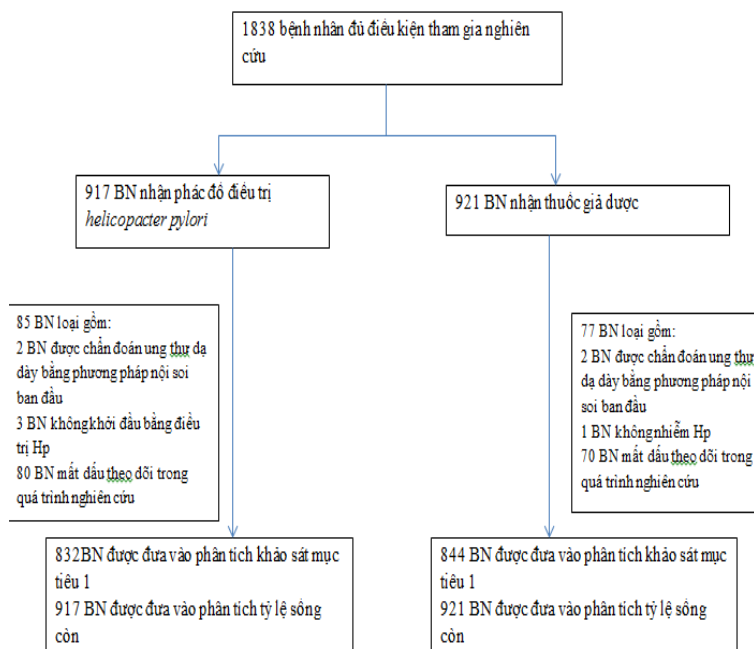 1838 bệnh nhân đủ điều kiện tham gia nghiên
cứu
917 BN nhận phác đồ điều trị
helicopacter pylori
921 BN nhận thuốc giả dược
85 BN loại gồm:
2 BN được chẩn đoán ung thư dạ
dày bằng phương pháp nội soi
ban đầu
3 BN không khởi đầu bằng điều
trị Hp
80 BN mất dấu theo dõi trong
quá trình nghiên cứu
77 BN loại gồm:
2 BN được chẩn đoán ung thư
dạ dày bằng phương pháp nội
soi ban đầu
1 BN không nhiễm Hp
70 BN mất dấu theo dõi trong
quá trình nghiên cứu
832BN được đưa vào phân tích khảo sát mục
tiêu 1
917 BN được đưa vào phân tích tỷ lệ sống
còn
844 BN được đưa vào phân tích khảo sát mục
tiêu 1
921 BN được đưa vào phân tích tỷ lệ sống
còn